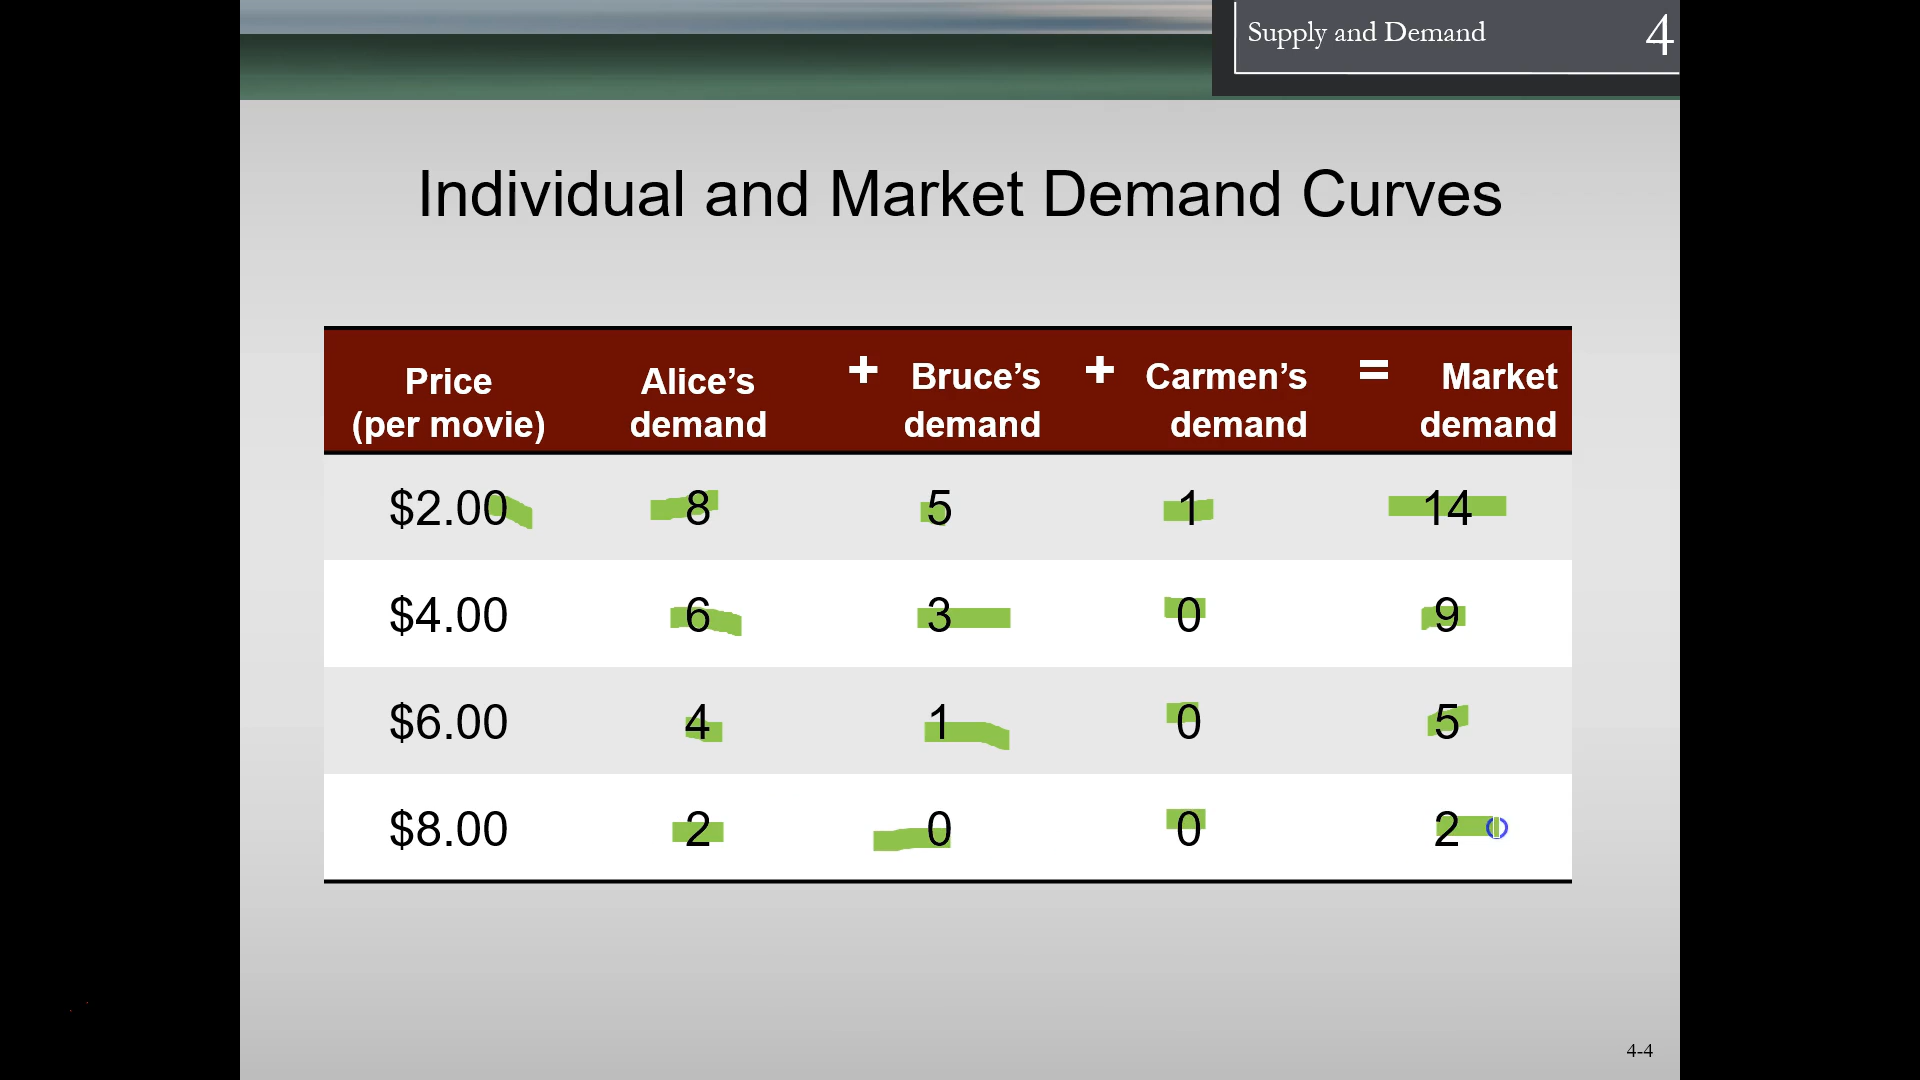 Supply and Demand 4
Individual and Market Demand Curves
Price (per movie) Alice’s demand + Bruce’s demand + Carmen’s demand = Market demand
$2.00 8 5 1 14
$4.00 6 3 0 9
$6.00 4 1 0 5
$8.00 2 0 0 2
4-4